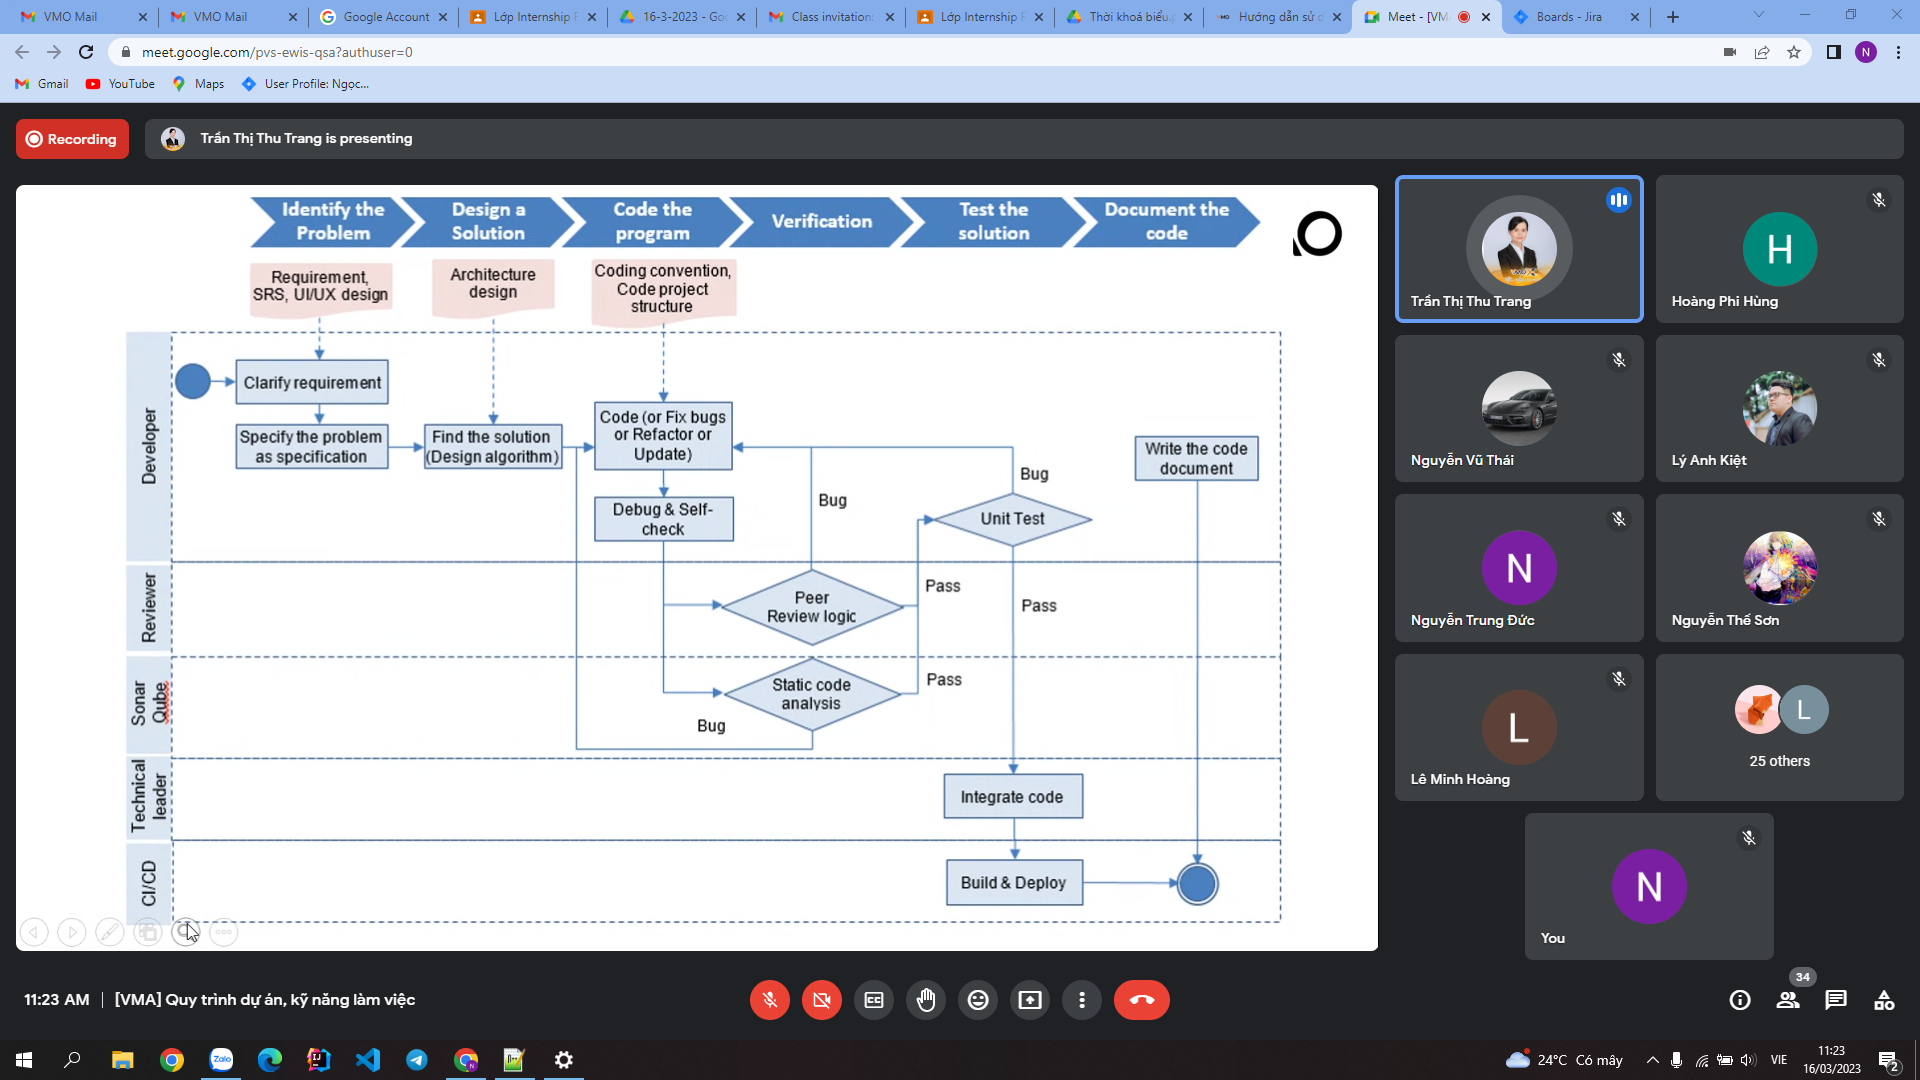 VMO Mail
VMO Mail
Google Account
Lớp Internship F
16-3-2023 - Goo
Class invitation:
Lớp Internship F
Thời khoá biểu.
Hướng dẫn sử d
Meet - [VM
Boards - Jira
meet.google.com/pvs-ewis-qsa?authuser=0
N
Gmail
YouTube
Maps
User Profile: Ngọc...
Recording
Trần Thị Thu Trang is presenting
Identify the
Problem
Design a
Solution
Code the
program
Verification
Test the
solution
Document the
code
Requirement,
SRS, UI/UX design
Architecture
design
Coding convention,
Code project
structure
Developer
Clarify requirement
Specify the problem
as specification
Find the solution
(Design algorithm)
Code (or Fix bugs
or Refactor or
Update)
Debug & Self-
check
Bug
Bug
Unit Test
Write the code
document
Reviewer
Peer
Review logic
Pass
Pass
Sonar
Qube
Static code
analysis
Pass
Bug
Technical
leader
Integrate code
CI/CD
Build & Deploy
Trần Thị Thu Trang
H
Hoàng Phi Hùng
Nguyễn Vũ Thái
Lý Anh Kiệt
N
Nguyễn Trung Đức
Nguyễn Thế Sơn
L
Lê Minh Hoàng
L
25 others
N
You
11:23 AM | [VMA] Quy trình dự án, kỹ năng làm việc
34
Zalo
24°C Có mây
VIE
11:23
16/03/2023
2